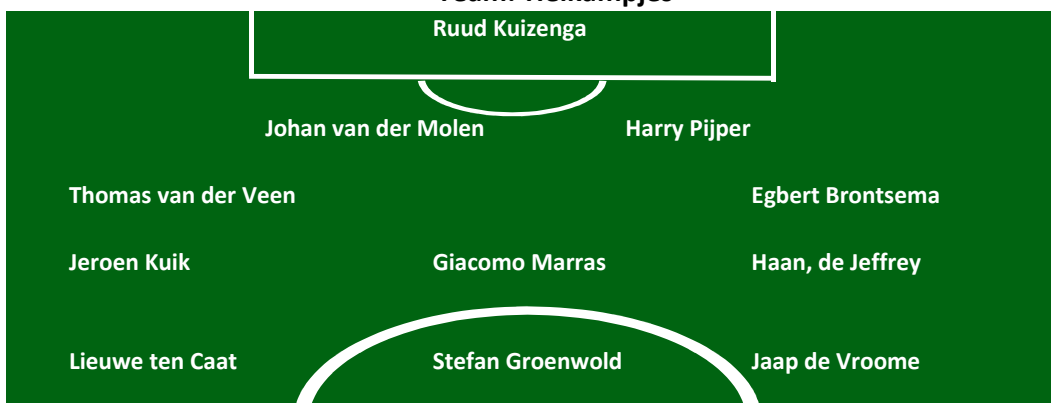 Ruud Kuizenga
Johan van der Molen Harry Pijper
Thomas van der Veen Egbert Brontsema
Jeroen Kuik Giacomo Marras Haan, de Jeffrey
Lieuwe ten Caat Stefan Groenwold Jaap de Vroome